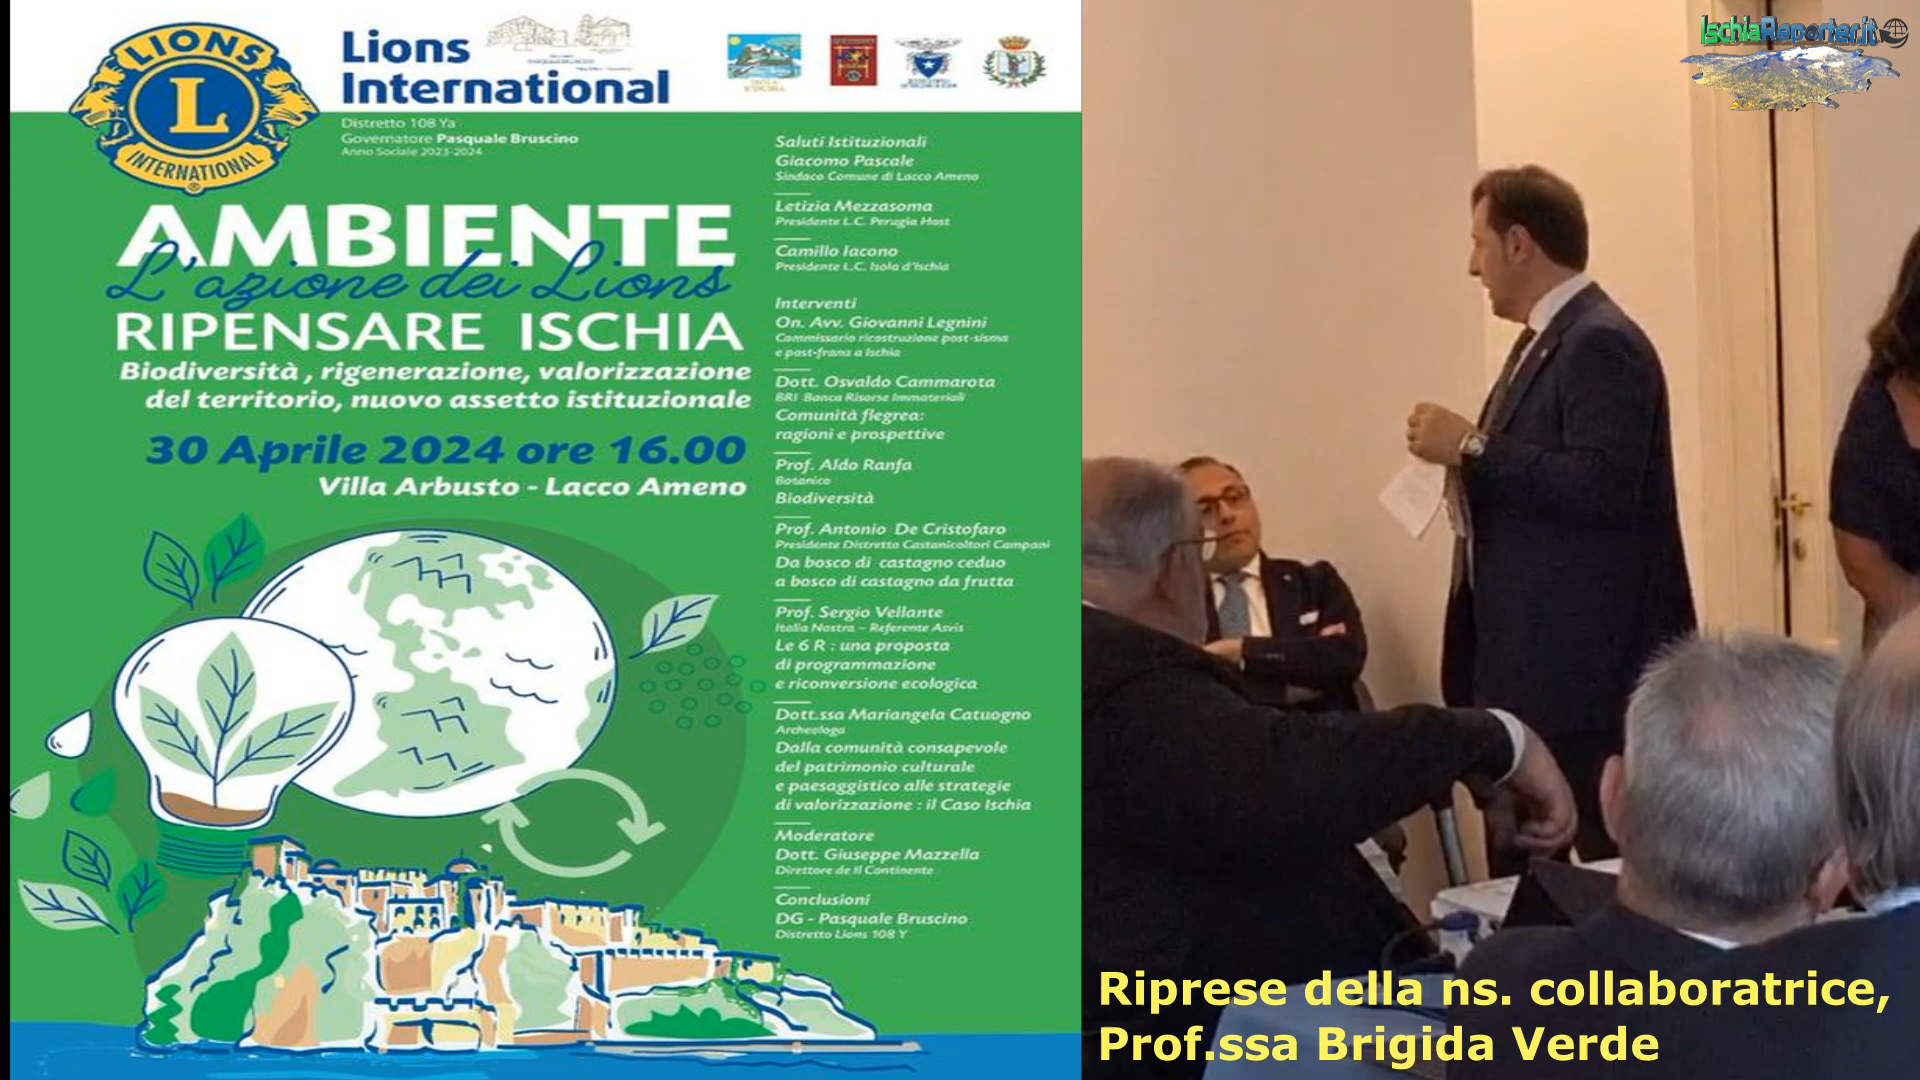 LIONS
L
INTERNATIONAL
®
Lions
International
Distretto 108 Ya
Governatore Pasquale Bruscino
Anno Sociale 2023-2024
AMBIENTE
L'azione dei Lions
RIPENSARE ISCHIA
Biodiversità , rigenerazione, valorizzazione
del territorio, nuovo assetto istituzionale
30 Aprile 2024 ore 16.00
Villa Arbusto - Lacco Ameno
Saluti Istituzionali
Giacomo Pascale
Sindaco Comune di Lacco Ameno
Letizia Mezzasoma
Presidente L.C. Perugia Host
Camillo Iacono
Presidente L.C. Isola d'Ischia
Interventi
On. Avv. Giovanni Legnini
Commissario ricostruzione post-sisma
e post-frana a Ischia
Dott. Osvaldo Cammarota
BRI Banca Risorse Immateriali
Comunità flegrea:
ragioni e prospettive
Prof. Aldo Ranfa
Botanico
Biodiversità
Prof. Antonio De Cristofaro
Presidente Distretto Castanicoltori Campani
Da bosco di castagno ceduo
a bosco di castagno da frutta
Prof. Sergio Vellante
Italia Nostra – Referente Asvis
Le 6 R : una proposta
di programmazione
e riconversione ecologica
Dott.ssa Mariangela Catuogno
Archeologa
Dalla comunità consapevole
del patrimonio culturale
e paesaggistico alle strategie
di valorizzazione : il Caso Ischia
Moderatore
Dott. Giuseppe Mazzella
Direttore de Il Continente
Conclusioni
DG - Pasquale Bruscino
Distretto Lions 108 Y
IschiaReporter.it
Riprese della ns. collaboratrice,
Prof.ssa Brigida Verde